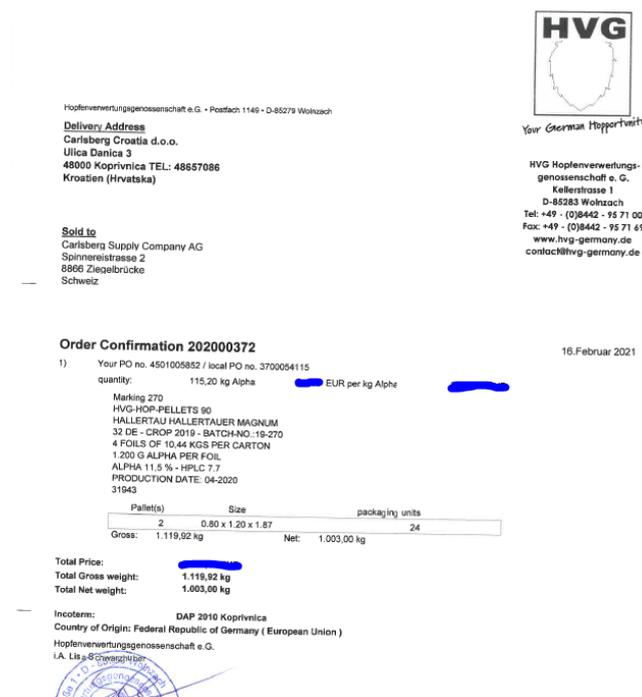 HVG
Your German Hopportunity
Hopfenverwertungsgenossenschaft e.G. • Postfach 1149 • D-85279 Wolnzach
Delivery Address
Carlsberg Croatia d.o.o.
Ulica Danica 3
48000 Koprivnica TEL: 48657086
Kroatien (Hrvatska)
HVG Hopfenverwertungs-
genossenschaft e. G.
Kellerstrasse 1
D-85283 Wolnzach
Tel: +49 - (0)8442 - 95 71 00
Fax: +49 - (0)8442 - 95 71 69
www.hvg-germany.de
contact@hvg-germany.de
Sold to
Carlsberg Supply Company AG
Spinnereistrasse 2
8866 Ziegelbrücke
Schweiz
Order Confirmation 202000372 16.Februar 2021
1) Your PO no. 4501005852 / local PO no. 3700054115
quantity: 115,20 kg Alpha EUR per kg Alpha
Marking 270
HVG-HOP-PELLETS 90
HALLERTAU HALLERTAUER MAGNUM
32 DE - CROP 2019 - BATCH-NO.:19-270
4 FOILS OF 10,44 KGS PER CARTON
1.200 G ALPHA PER FOIL
ALPHA 11,5 % - HPLC 7.7
PRODUCTION DATE: 04-2020
31943
Pallet(s) Size packaging units
2 0.80 x 1.20 x 1.87 24
Gross: 1.119,92 kg Net: 1.003,00 kg
Total Price:
Total Gross weight: 1.119,92 kg
Total Net weight: 1.003,00 kg
Incoterm: DAP 2010 Koprivnica
Country of Origin: Federal Republic of Germany ( European Union )
Hopfenverwertungsgenossenschaft e.G.
i.A. Lisa Schwarzhuber